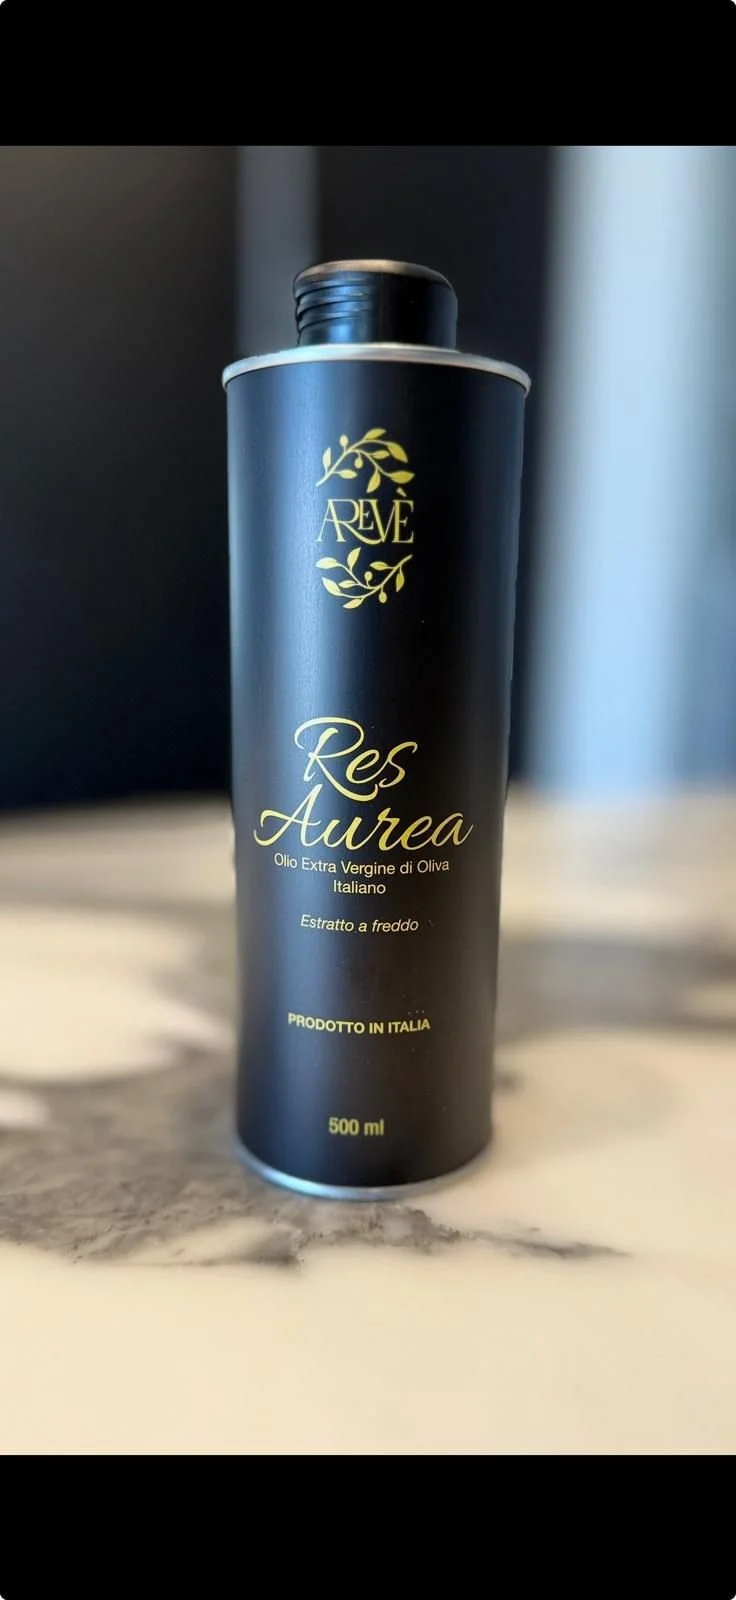 AREVÈ
Res
Aurea
Olio Extra Vergine di Oliva
Italiano
Estratto a freddo
PRODOTTO IN ITALIA
500 ml